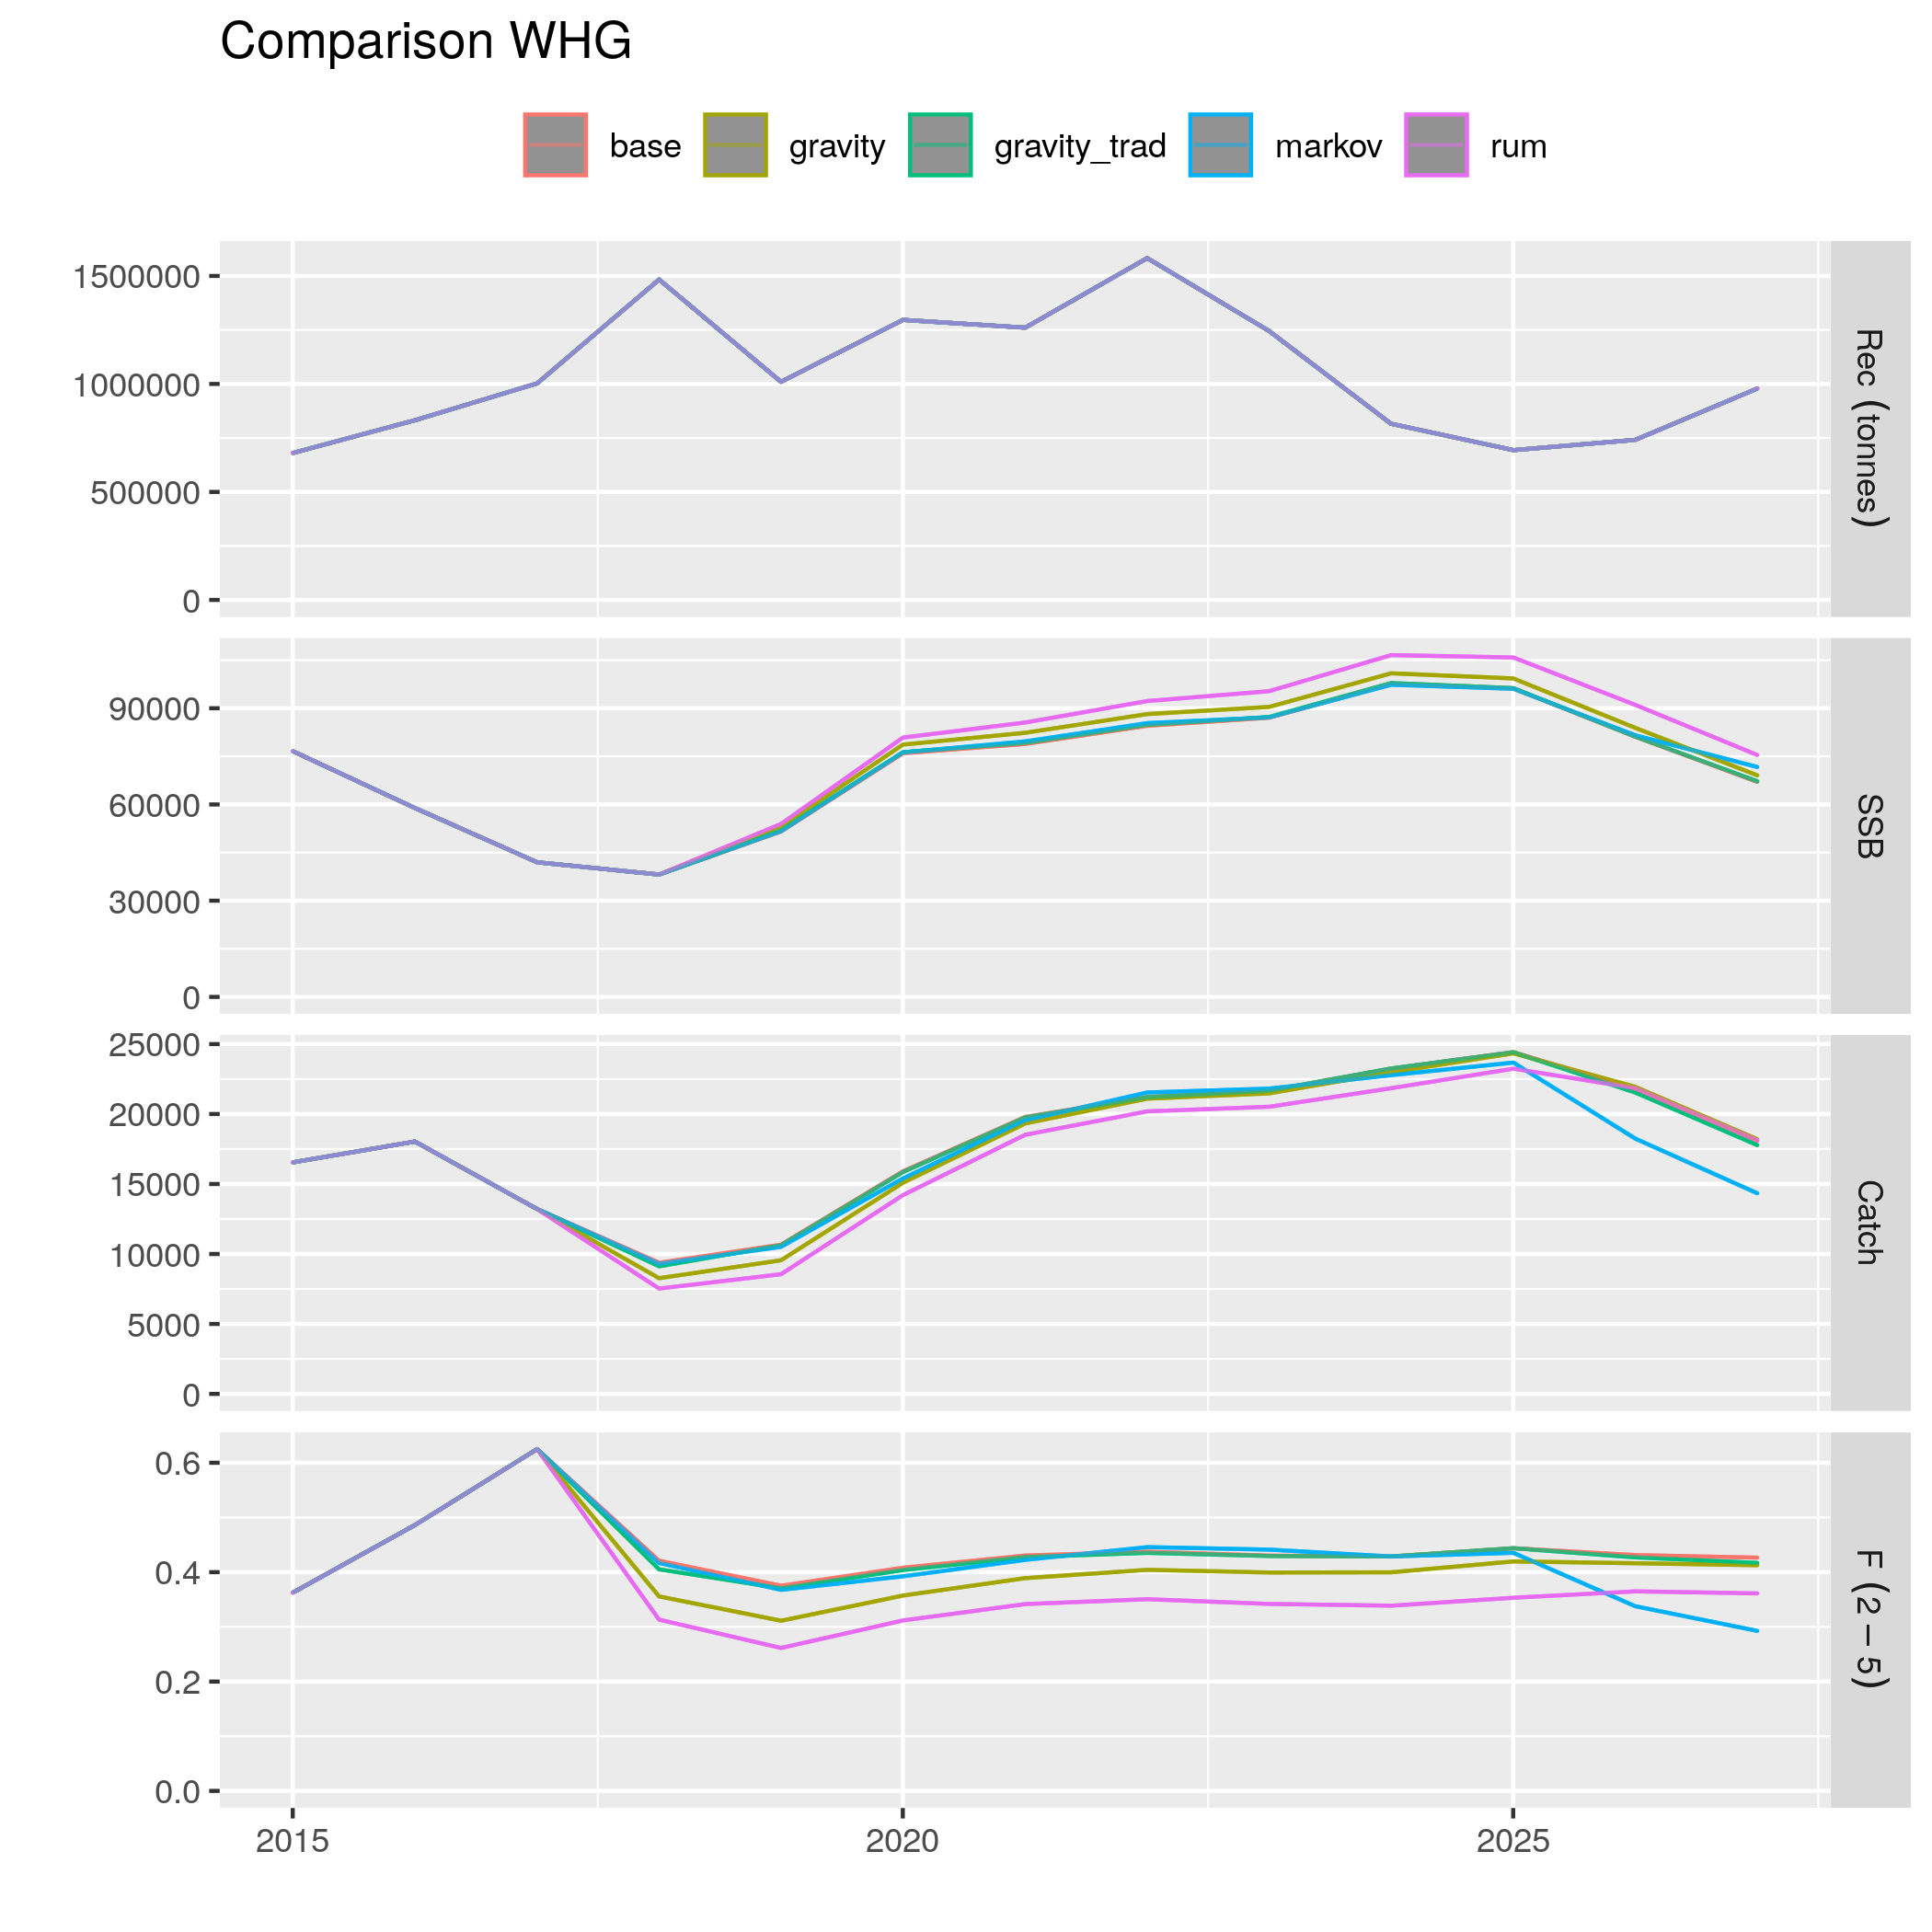 Comparison WHG
base gravity gravity_trad markov rum
1500000
1000000
500000
0
Rec (tonnes)
90000
60000
30000
0
SSB
25000
20000
15000
10000
5000
0
Catch
0.6
0.4
0.2
0.0
F (2 − 5)
2015 2020 2025